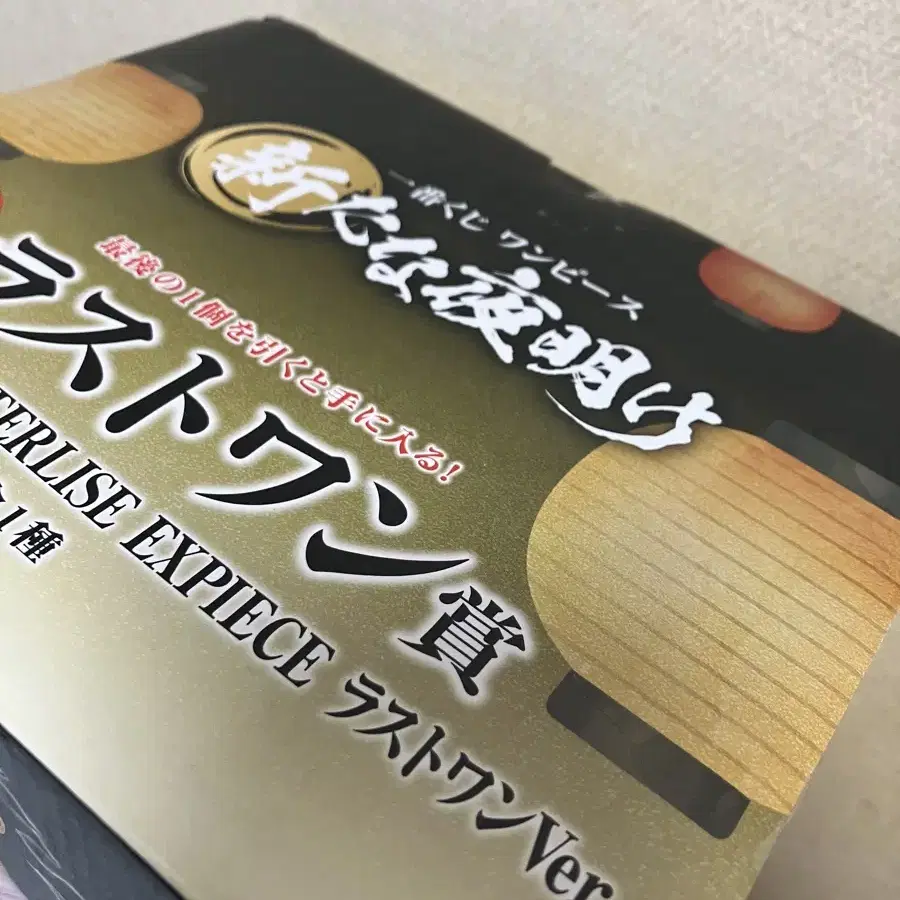 一番くじ ワンピース
新たな夜明け
最後の1個を引くと手に入る!
ラストワン賞
TERLISE EXPIECE ラストワンVer
1種